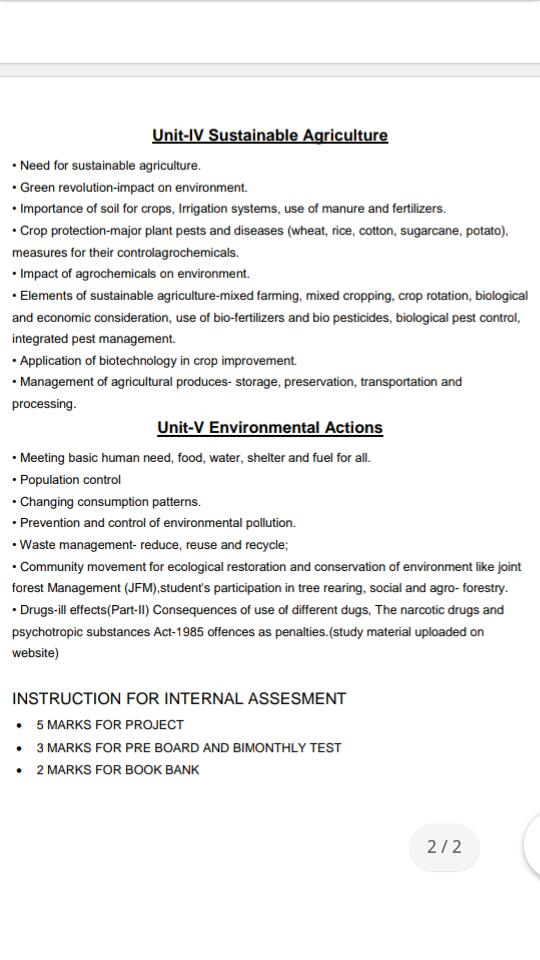 Unit-IV Sustainable Agriculture
• Need for sustainable agriculture.
• Green revolution-impact on environment.
• Importance of soil for crops, Irrigation systems, use of manure and fertilizers.
• Crop protection-major plant pests and diseases (wheat, rice, cotton, sugarcane, potato),
measures for their controlagrochemicals.
• Impact of agrochemicals on environment.
• Elements of sustainable agriculture-mixed farming, mixed cropping, crop rotation, biological
and economic consideration, use of bio-fertilizers and bio pesticides, biological pest control,
integrated pest management.
• Application of biotechnology in crop improvement.
• Management of agricultural produces- storage, preservation, transportation and
processing.
Unit-V Environmental Actions
• Meeting basic human need, food, water, shelter and fuel for all.
• Population control
• Changing consumption patterns.
• Prevention and control of environmental pollution.
• Waste management- reduce, reuse and recycle;
• Community movement for ecological restoration and conservation of environment like joint
forest Management (JFM),student's participation in tree rearing, social and agro- forestry.
• Drugs-ill effects(Part-II) Consequences of use of different dugs, The narcotic drugs and
psychotropic substances Act-1985 offences as penalties.(study material uploaded on
website)
INSTRUCTION FOR INTERNAL ASSESMENT
• 5 MARKS FOR PROJECT
• 3 MARKS FOR PRE BOARD AND BIMONTHLY TEST
• 2 MARKS FOR BOOK BANK
2 / 2